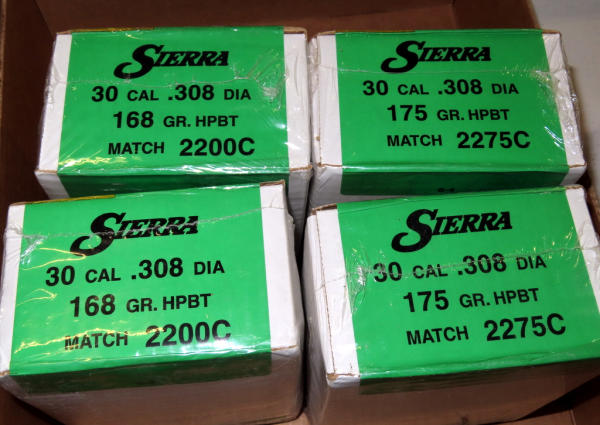 SIERRA
30 CAL .308 DIA
168 GR. HPBT
MATCH 2200C
SIERRA
30 CAL .308 DIA
175 GR. HPBT
MATCH 2275C
SIERRA
30 CAL .308 DIA
168 GR. HPBT
MATCH 2200C
SIERRA
30 CAL .308 DIA
175 GR. HPBT
MATCH 2275C